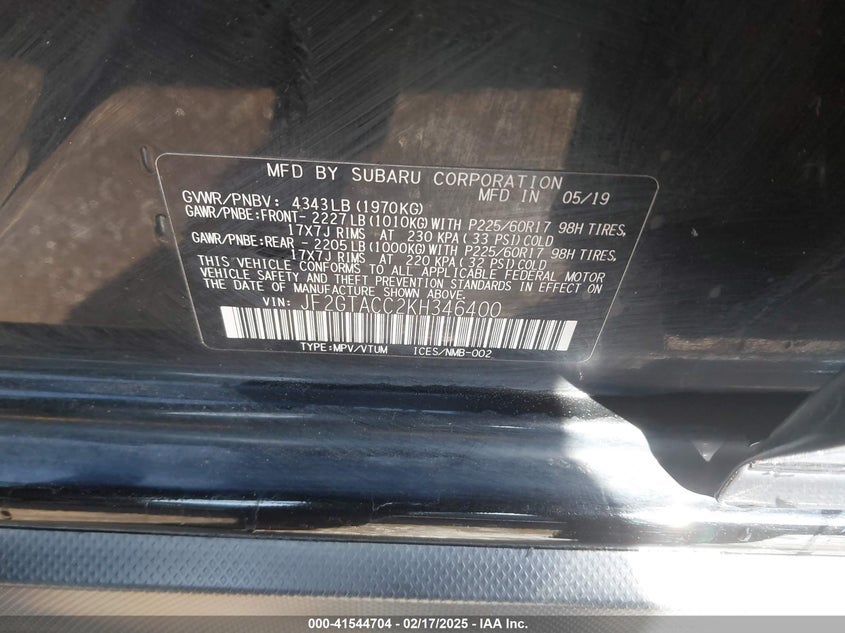 MFD BY SUBARU CORPORATION
GVWR/PNBV: 4343LB(1970KG) MFD IN 05/19
GAWR/PNBE:FRONT- 2227LB(1010KG)WITH P225/60R17 98H TIRES,
17X7J RIMS AT 230 KPA(33 PSI)COLD
GAWR/PNBE:REAR - 2205LB(1000KG)WITH P225/60R17 98H TIRES,
17X7J RIMS AT 220 KPA(32 PSI)COLD
THIS VEHICLE CONFORMS TO ALL APPLICABLE FEDERAL MOTOR
VEHICLE SAFETY AND THEFT PREVENTION STANDARDS IN EFFECT ON
THE DATE OF MANUFACTURE SHOWN ABOVE.
VIN: JF2GTACC2KH346400
TYPE:MPV/VTUM ICES/NMB-002
000-41544704 / 02/17/2025 - IAA Inc.